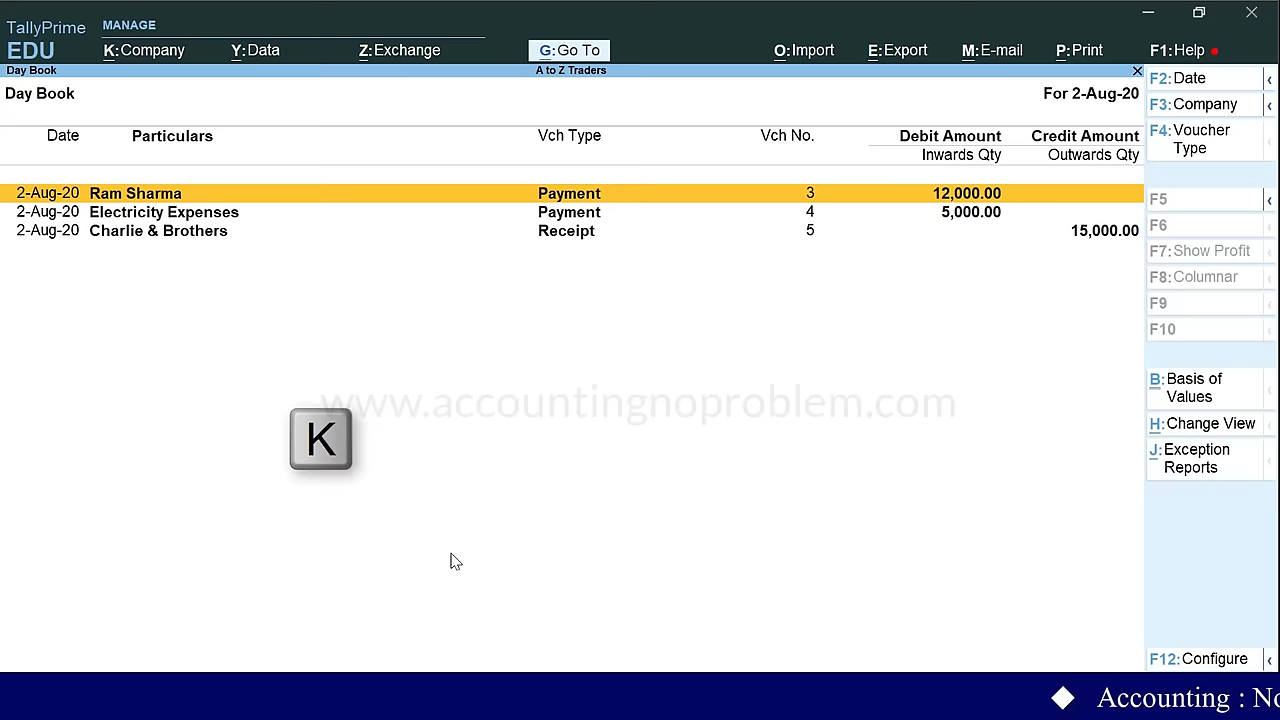 TallyPrime
EDU
MANAGE
K:Company Y:Data Z:Exchange G:Go To O:Import E:Export M:E-mail P:Print F1:Help
Day Book A to Z Traders
Day Book For 2-Aug-20
Date Particulars Vch Type Vch No. Debit Amount Credit Amount
Inwards Qty Outwards Qty
2-Aug-20 Ram Sharma Payment 3 12,000.00
2-Aug-20 Electricity Expenses Payment 4 5,000.00
2-Aug-20 Charlie & Brothers Receipt 5 15,000.00
www.accountingnoproblem.com
K
F2:Date
F3:Company
F4:Voucher
Type
F5
F6
F7:Show Profit
F8:Columnar
F9
F10
B:Basis of
Values
H:Change View
J:Exception
Reports
F12:Configure
Accounting : No